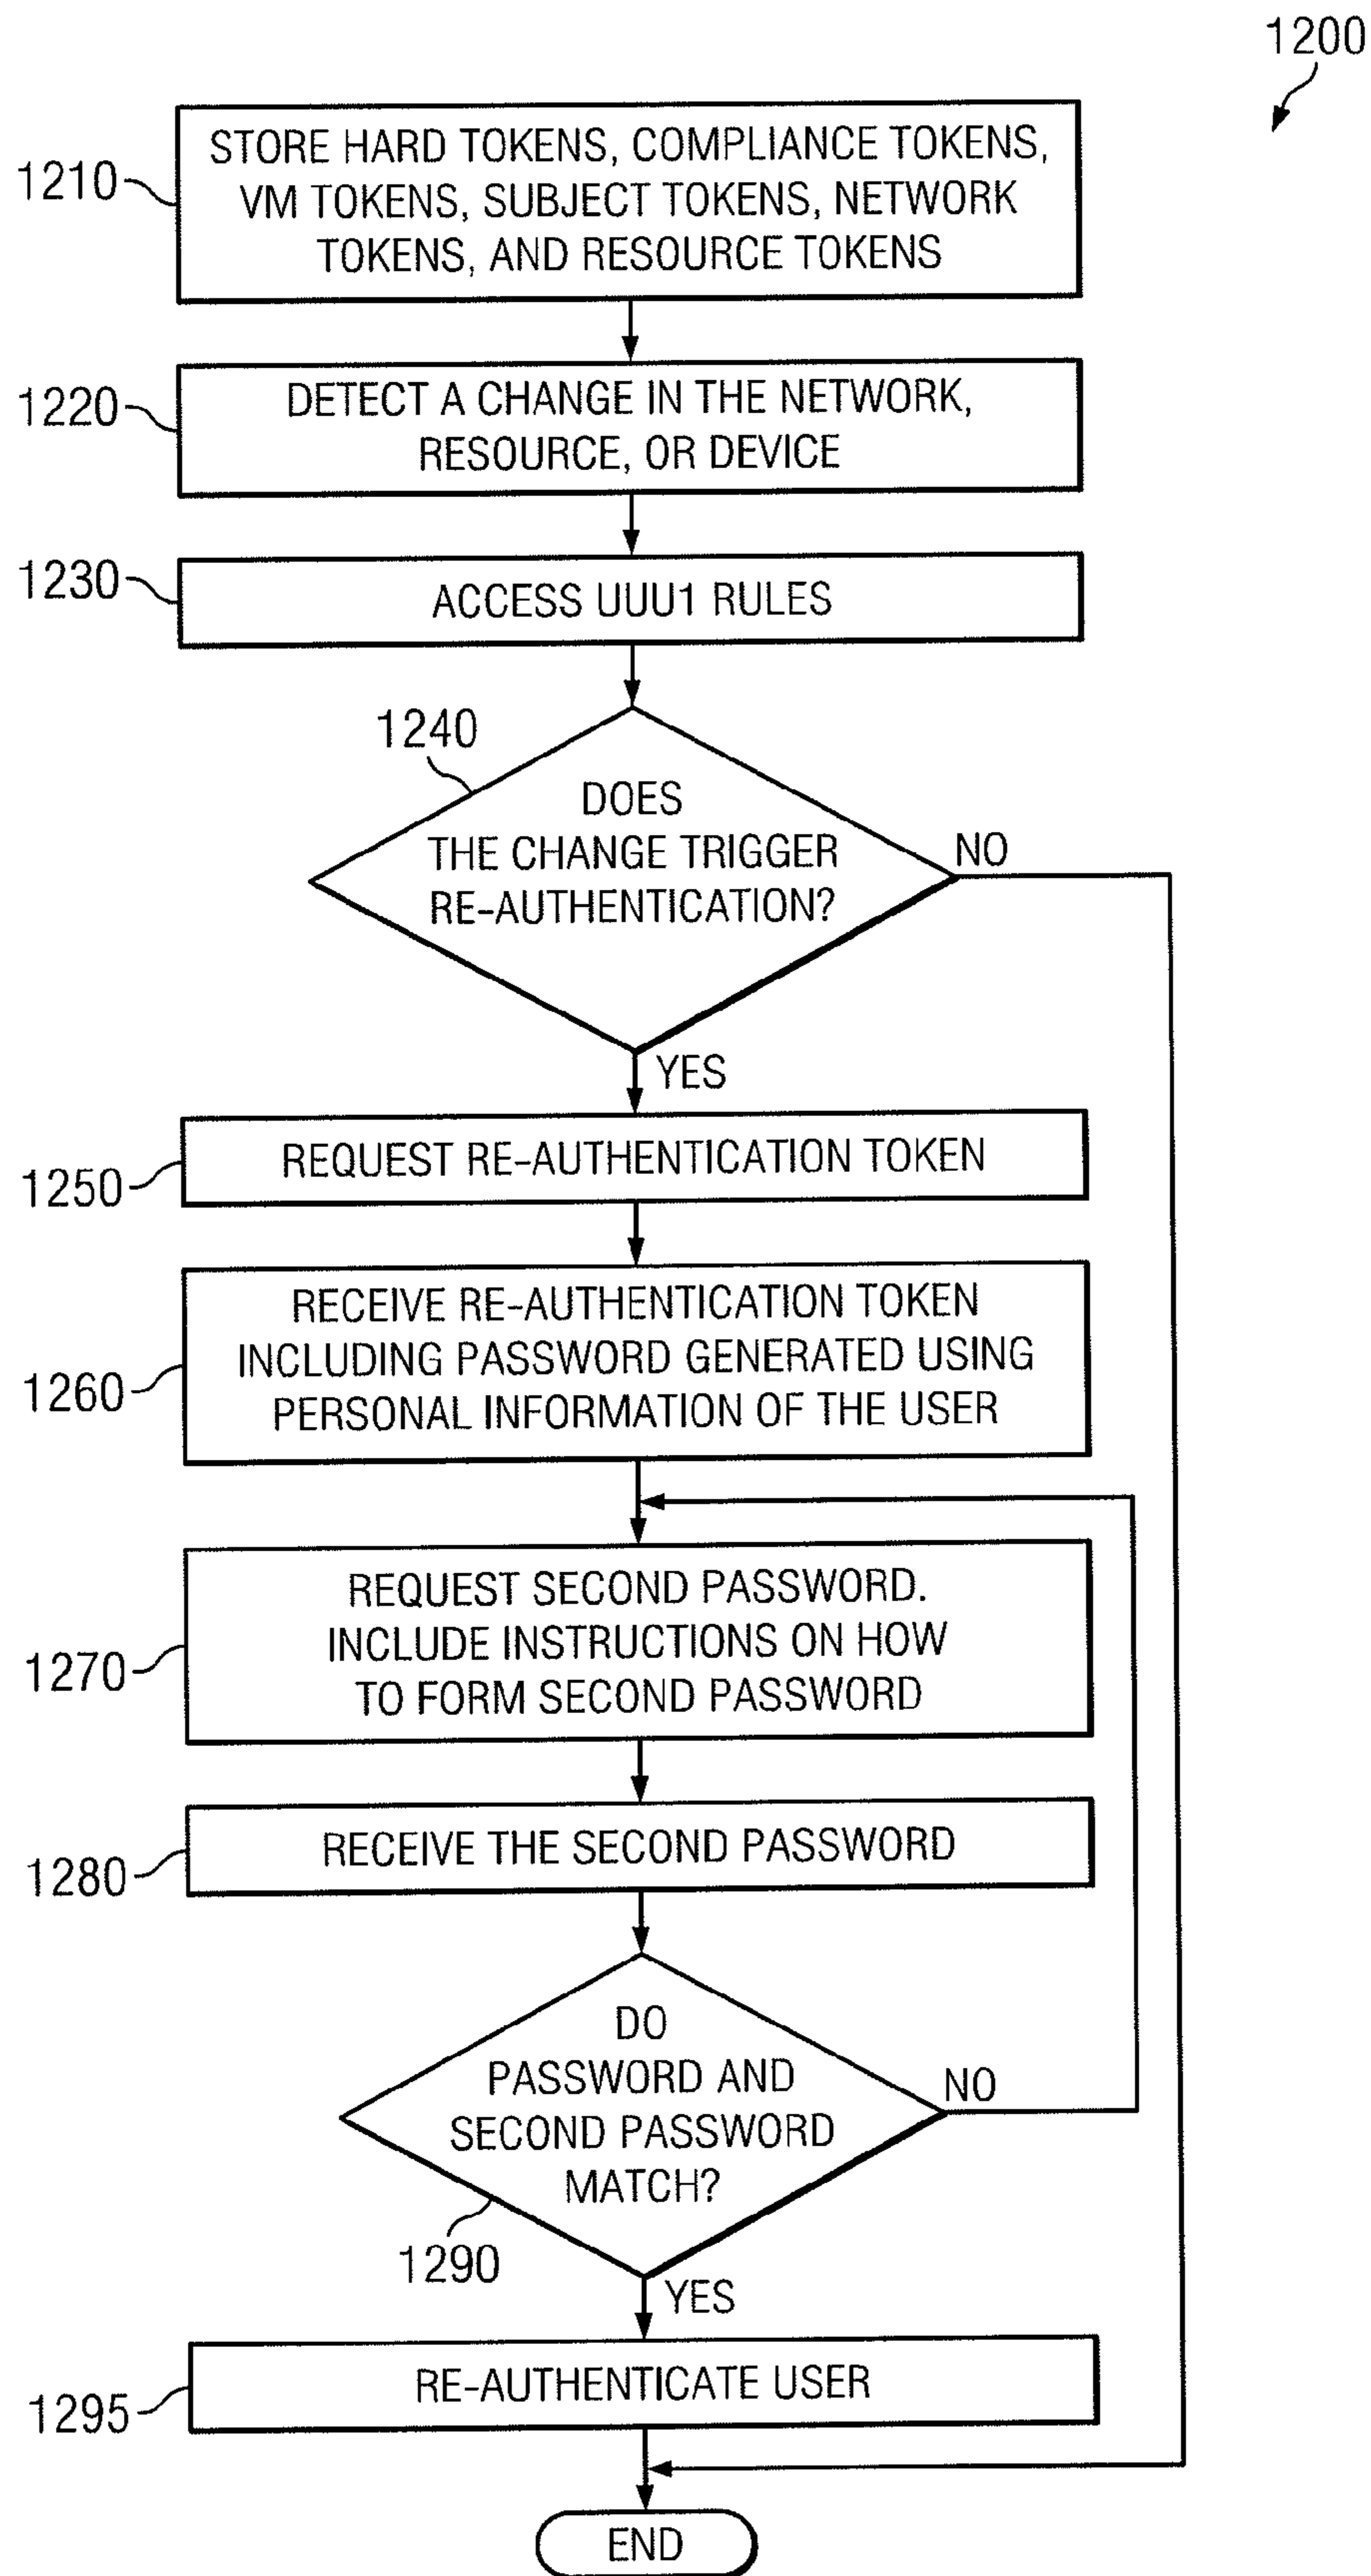 1200
1210
STORE HARD TOKENS, COMPLIANCE TOKENS,
VM TOKENS, SUBJECT TOKENS, NETWORK
TOKENS, AND RESOURCE TOKENS
1220
DETECT A CHANGE IN THE NETWORK,
RESOURCE, OR DEVICE
1230
ACCESS UUU1 RULES
1240
DOES
THE CHANGE TRIGGER
RE-AUTHENTICATION?
NO
YES
1250
REQUEST RE-AUTHENTICATION TOKEN
1260
RECEIVE RE-AUTHENTICATION TOKEN
INCLUDING PASSWORD GENERATED USING
PERSONAL INFORMATION OF THE USER
1270
REQUEST SECOND PASSWORD.
INCLUDE INSTRUCTIONS ON HOW
TO FORM SECOND PASSWORD
1280
RECEIVE THE SECOND PASSWORD
DO
PASSWORD AND
SECOND PASSWORD
MATCH?
NO
1290
YES
1295
RE-AUTHENTICATE USER
END